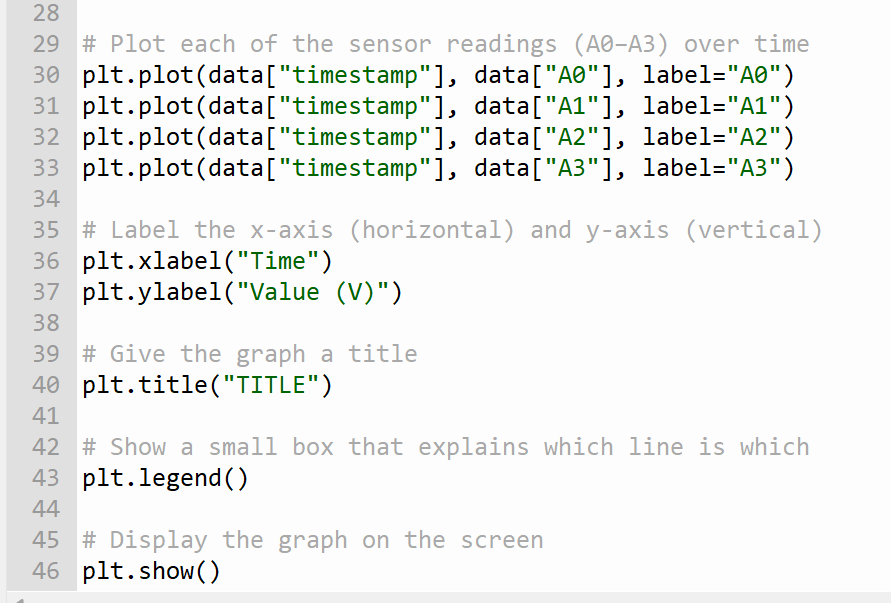 28
29 # Plot each of the sensor readings (A0–A3) over time
30 plt.plot(data["timestamp"], data["A0"], label="A0")
31 plt.plot(data["timestamp"], data["A1"], label="A1")
32 plt.plot(data["timestamp"], data["A2"], label="A2")
33 plt.plot(data["timestamp"], data["A3"], label="A3")
34
35 # Label the x-axis (horizontal) and y-axis (vertical)
36 plt.xlabel("Time")
37 plt.ylabel("Value (V)")
38
39 # Give the graph a title
40 plt.title("TITLE")
41
42 # Show a small box that explains which line is which
43 plt.legend()
44
45 # Display the graph on the screen
46 plt.show()